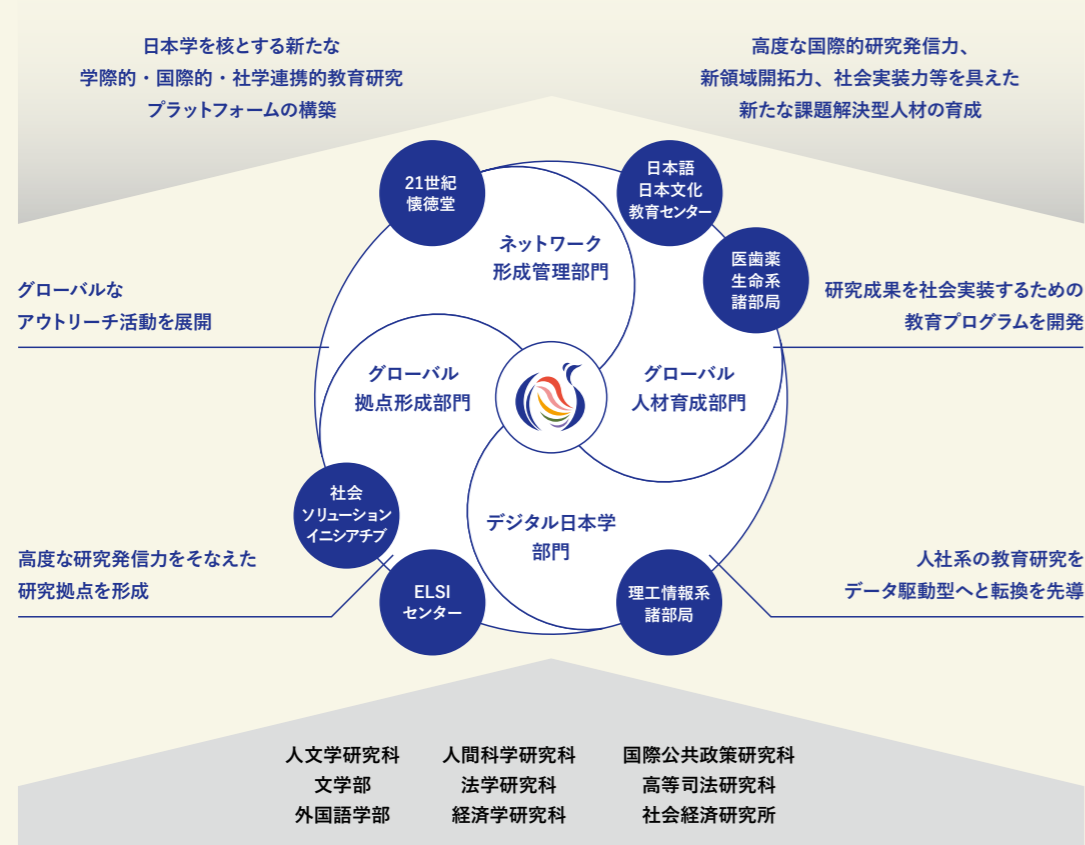 日本学を核とする新たな
学際的・国際的・社学連携的教育研究
プラットフォームの構築
高度な国際的研究発信力、
新領域開拓力、社会実装力等を具えた
新たな課題解決型人材の育成
21世紀
懐徳堂
日本語
日本文化
教育センター
医歯薬
生命系
諸部局
ネットワーク
形成管理部門
グローバルな
アウトリーチ活動を展開
研究成果を社会実装するための
教育プログラムを開発
グローバル
拠点形成部門
グローバル
人材育成部門
社会
ソリューション
イニシアチブ
デジタル日本学
部門
高度な研究発信力をそなえた
研究拠点を形成
ELSI
センター
理工情報系
諸部局
人社系の教育研究を
データ駆動型へと転換を先導
人文学研究科
文学部
外国語学部
人間科学研究科
法学研究科
経済学研究科
国際公共政策研究科
高等司法研究科
社会経済研究所